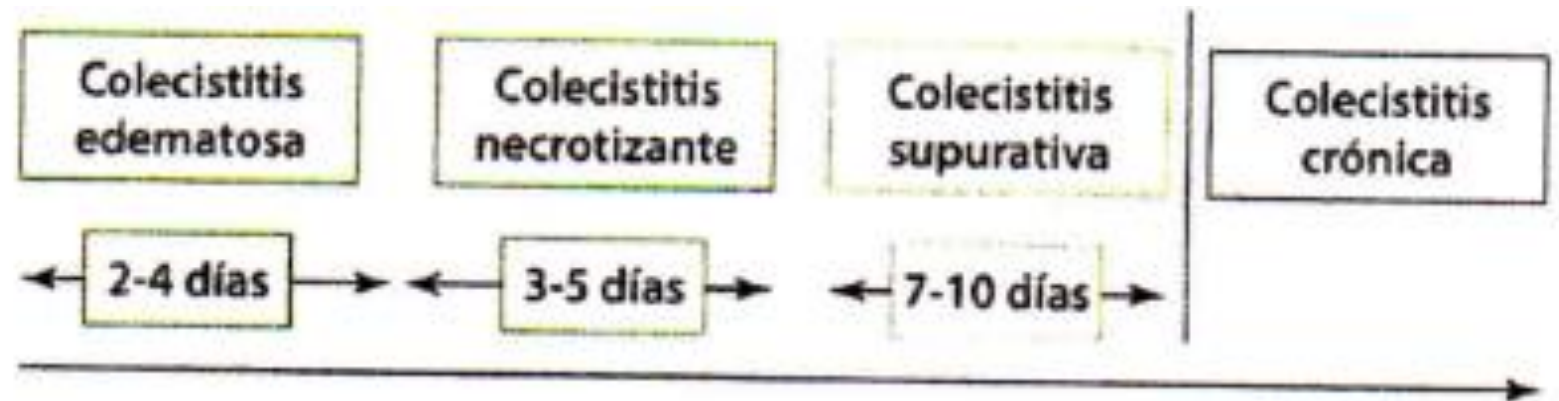 Colecistitis
edematosa
Colecistitis
necrotizante
Colecistitis
supurativa
Colecistitis
crónica
2-4 días
3-5 días
7-10 días